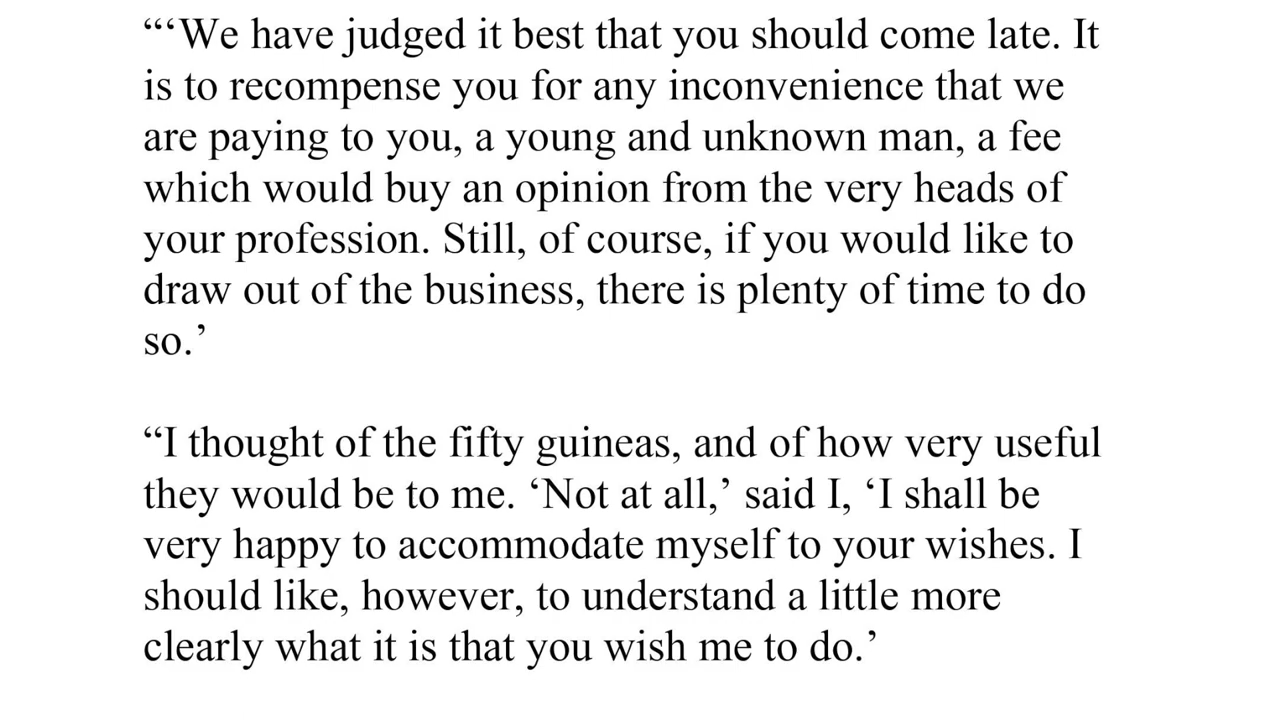 “‘We have judged it best that you should come late. It
is to recompense you for any inconvenience that we
are paying to you, a young and unknown man, a fee
which would buy an opinion from the very heads of
your profession. Still, of course, if you would like to
draw out of the business, there is plenty of time to do
so.’
“I thought of the fifty guineas, and of how very useful
they would be to me. ‘Not at all,’ said I, ‘I shall be
very happy to accommodate myself to your wishes. I
should like, however, to understand a little more
clearly what it is that you wish me to do.’